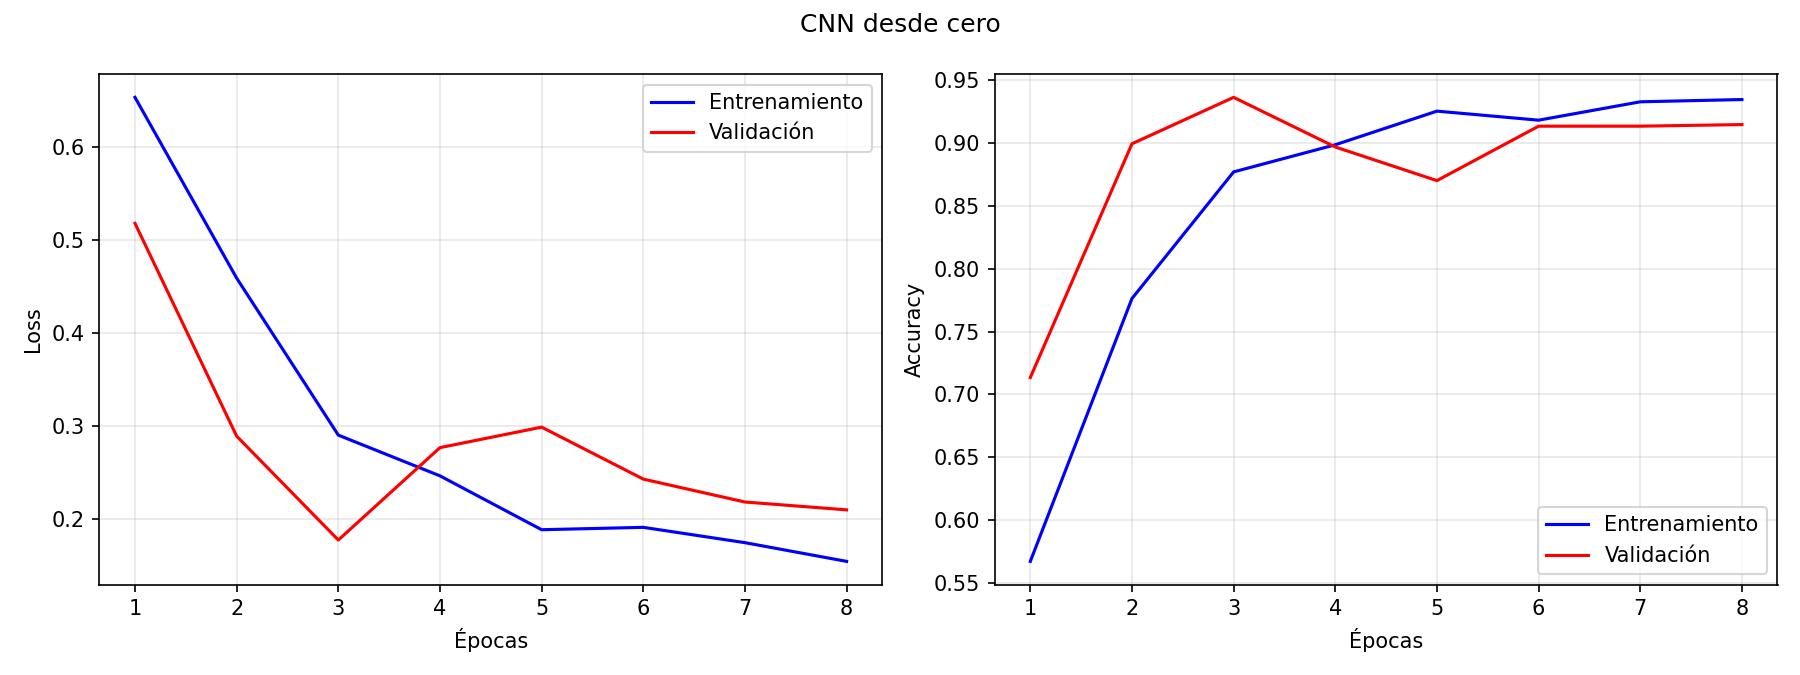 CNN desde cero
Loss
0.6
0.5
0.4
0.3
0.2
Entrenamiento
Validación
1 2 3 4 5 6 7 8
Épocas
Accuracy
0.95
0.90
0.85
0.80
0.75
0.70
0.65
0.60
0.55
Entrenamiento
Validación
1 2 3 4 5 6 7 8
Épocas